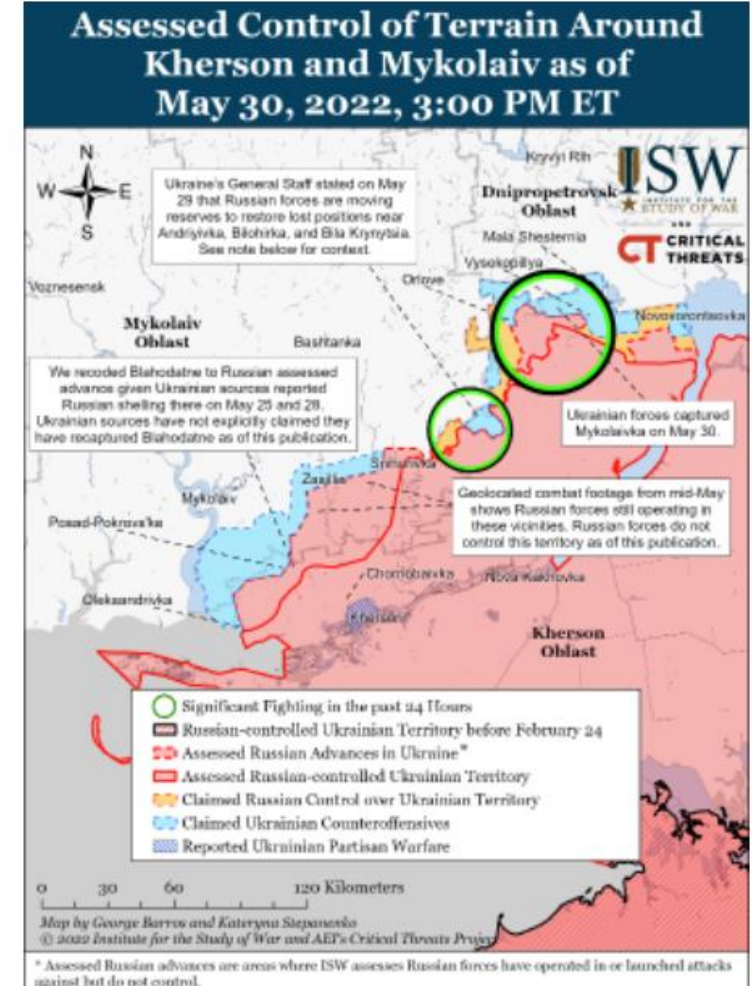 Assessed Control of Terrain Around
Kherson and Mykolaiv as of
May 30, 2022, 3:00 PM ET
N
W E
S
Ukraine's General Staff stated on May
29 that Russian forces are moving
reserves to restore lost positions near
Andriyivka, Bilohirka, and Bila Krynytsia.
See note below for context.
Kryvyi Rih
ISW
INSTITUTE FOR THE
STUDY OF WAR
AND
CT CRITICAL
THREATS
Dnipropetrovsk
Oblast
Mala Shesternia
Vysokopillya
Orlove
Voznesensk
Novovorontsovka
Mykolaiv
Oblast
Bashtanka
We recoded Blahodatne to Russian assessed
advance given Ukrainian sources reported
Russian shelling there on May 25 and 28.
Ukrainian sources have not explicitly claimed they
have recaptured Blahodatne as of this publication.
Ukrainian forces captured
Mykolaivka on May 30.
Snihurivka
Zasillia
Mykolaiv
Geolocated combat footage from mid-May
shows Russian forces still operating in
these vicinities. Russian forces do not
control this territory as of this publication.
Posad-Pokrovs'ke
Chornobaivka
Nova Kakhovka
Oleksandrivka
Kherson
Kherson
Oblast
Significant Fighting in the past 24 Hours
Russian-controlled Ukrainian Territory before February 24
Assessed Russian Advances in Ukraine*
Assessed Russian-controlled Ukrainian Territory
Claimed Russian Control over Ukrainian Territory
Claimed Ukrainian Counteroffensives
Reported Ukrainian Partisan Warfare
0 30 60 120 Kilometers
Map by George Barros and Kateryna Stepanenko
© 2022 Institute for the Study of War and AEI's Critical Threats Project
* Assessed Russian advances are areas where ISW assesses Russian forces have operated in or launched attacks
against but do not control.